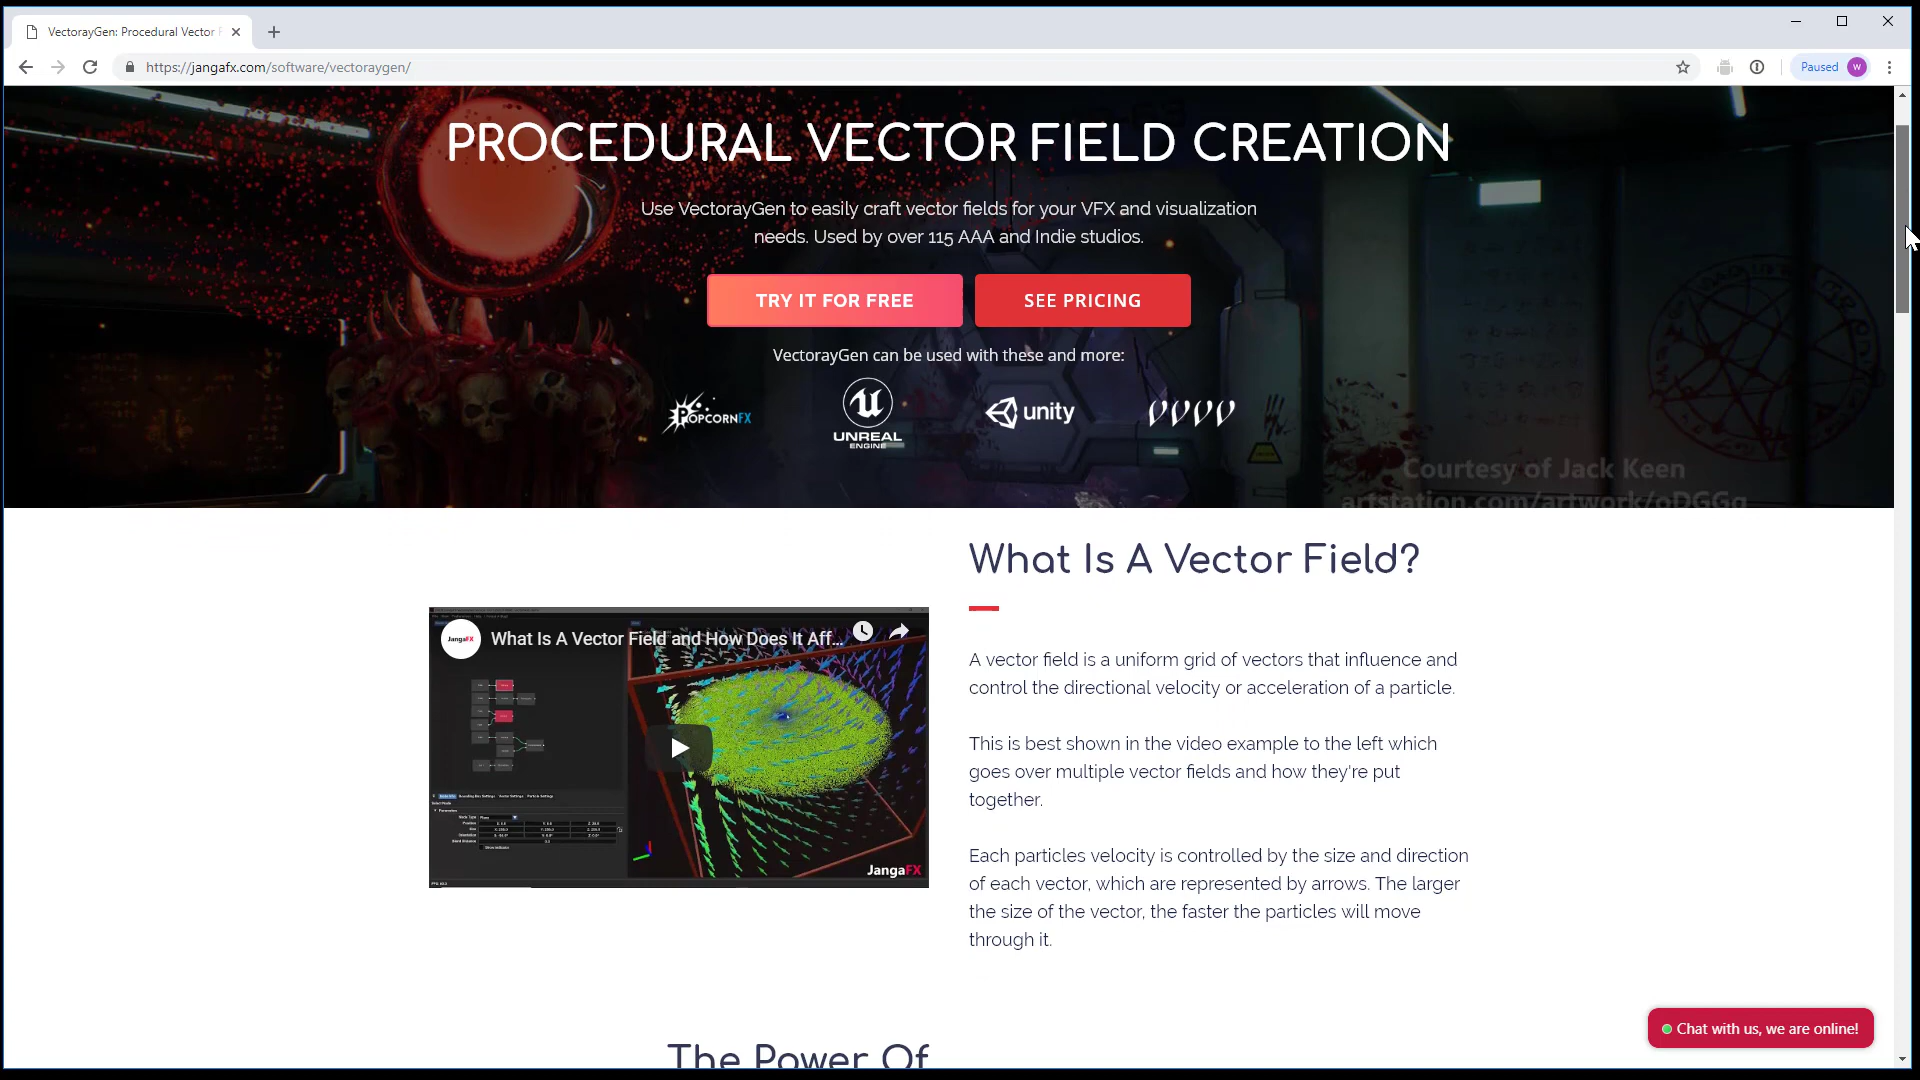 VectorayGen: Procedural Vector
https://jangafx.com/software/vectoraygen/
Paused
W
PROCEDURAL VECTOR FIELD CREATION
Use VectorayGen to easily craft vector fields for your VFX and visualization
needs. Used by over 115 AAA and Indie studios.
TRY IT FOR FREE
SEE PRICING
VectorayGen can be used with these and more:
POPCORNFX
UNREAL
ENGINE
unity
Courtesy of Jack Keen
artstation.com/artwork/oDGGg
What Is A Vector Field?
JangaFX
What Is A Vector Field and How Does It Aff...
JangaFX
A vector field is a uniform grid of vectors that influence and
control the directional velocity or acceleration of a particle.
This is best shown in the video example to the left which
goes over multiple vector fields and how they're put
together.
Each particles velocity is controlled by the size and direction
of each vector, which are represented by arrows. The larger
the size of the vector, the faster the particles will move
through it.
The Power Of
Chat with us, we are online!